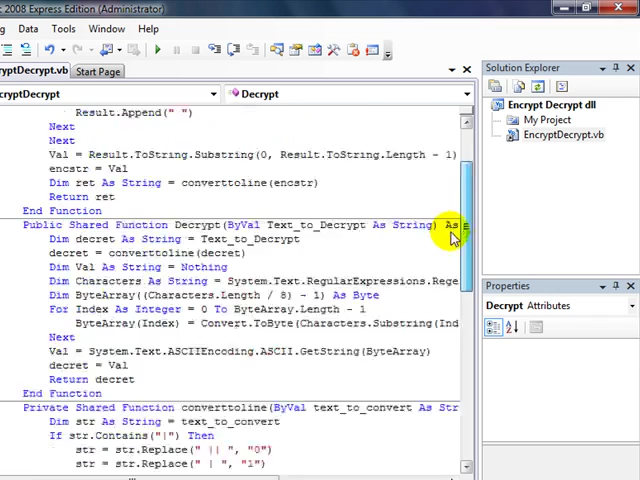 c 2008 Express Edition (Administrator)
g Data Tools Window Help
ryptDecrypt.vb Start Page
cryptDecrypt Decrypt
Result.Append(" ")
Next
Next
Val = Result.ToString.Substring(0, Result.ToString.Length - 1)
encstr = Val
Dim ret As String = converttoline(encstr)
Return ret
End Function
Public Shared Function Decrypt(ByVal Text_to_Decrypt As String) As
Dim decret As String = Text_to_Decrypt
decret = converttoline(decret)
Dim Val As String = Nothing
Dim Characters As String = System.Text.RegularExpressions.Rege
Dim ByteArray((Characters.Length / 8) - 1) As Byte
For Index As Integer = 0 To ByteArray.Length - 1
ByteArray(Index) = Convert.ToByte(Characters.Substring(Ind
Next
Val = System.Text.ASCIIEncoding.ASCII.GetString(ByteArray)
decret = Val
Return decret
End Function
Private Shared Function converttoline(ByVal text_to_convert As Str
Dim str As String = text_to_convert
If str.Contains("|") Then
str = str.Replace(" || ", "0")
str = str.Replace(" | ", "1")
Solution Explorer
Encrypt Decrypt dll
My Project
EncryptDecrypt.vb
Properties
Decrypt Attributes